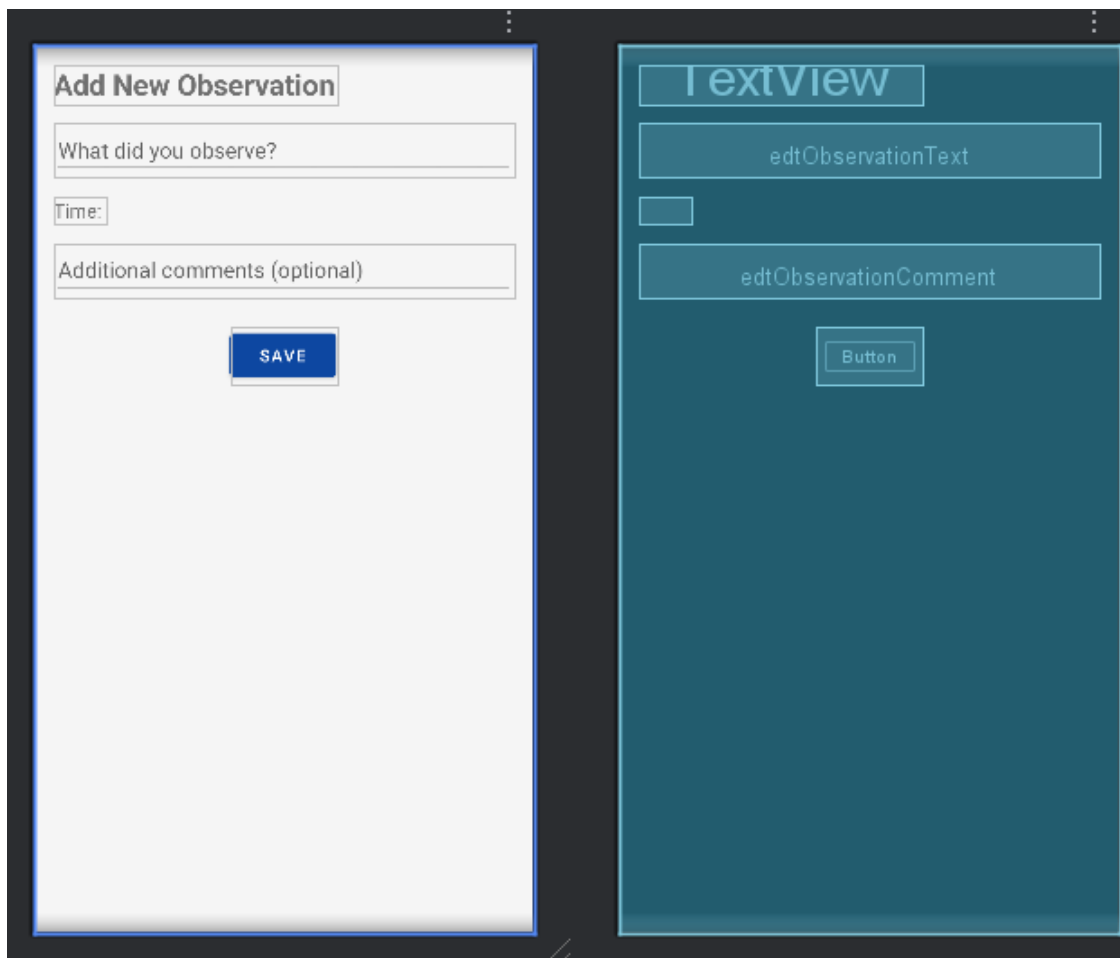 Add New Observation
What did you observe?
Time:
Additional comments (optional)
SAVE
TextView
edtObservationText
edtObservationComment
Button